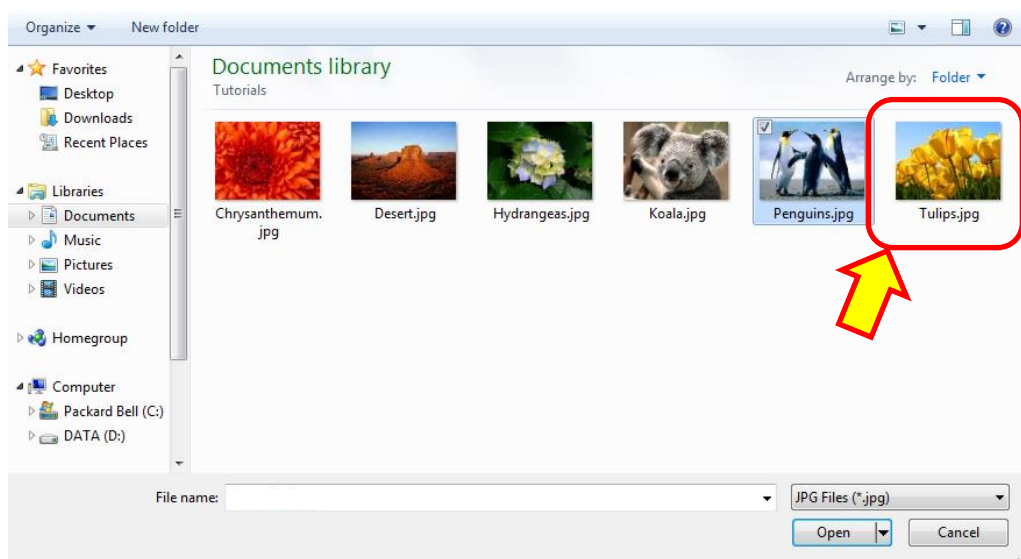 Organize New folder
Favorites
Desktop
Downloads
Recent Places
Libraries
Documents
Music
Pictures
Videos
Homegroup
Computer
Packard Bell (C:)
DATA (D:)
Documents library
Tutorials
Arrange by: Folder
Chrysanthemum.
jpg
Desert.jpg
Hydrangeas.jpg
Koala.jpg
Penguins.jpg
Tulips.jpg
File name:
JPG Files (*.jpg)
Open
Cancel